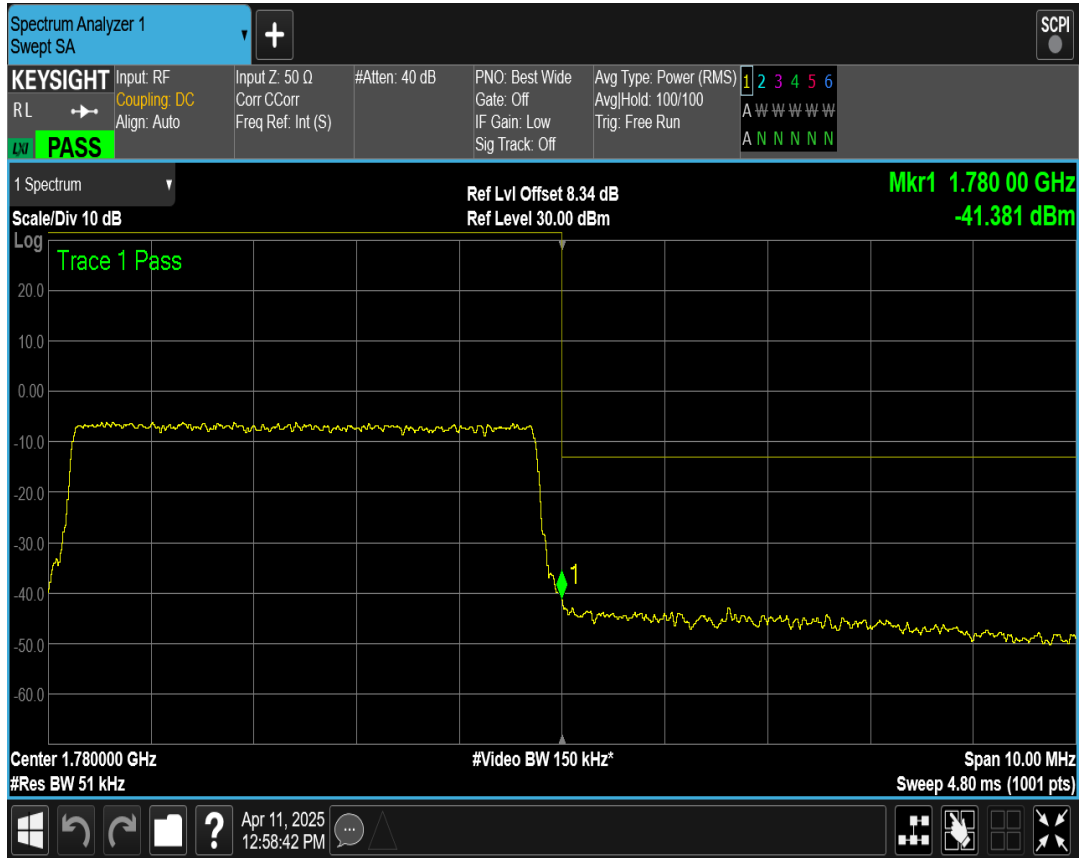 Spectrum Analyzer 1
Swept SA
SCPI
KEYSIGHT
RL
LXI PASS
Input: RF
Coupling: DC
Align: Auto
Input Z: 50 Ω
Corr CCorr
Freq Ref: Int (S)
#Atten: 40 dB
PNO: Best Wide
Gate: Off
IF Gain: Low
Sig Track: Off
Avg Type: Power (RMS)
Avg|Hold: 100/100
Trig: Free Run
1 2 3 4 5 6
A W W W W W
A N N N N N
1 Spectrum
Scale/Div 10 dB
Ref Lvl Offset 8.34 dB
Ref Level 30.00 dBm
Mkr1 1.780 00 GHz
-41.381 dBm
Log
Trace 1 Pass
20.0
10.0
0.00
-10.0
-20.0
-30.0
-40.0
-50.0
-60.0
1
Center 1.780000 GHz
#Res BW 51 kHz
#Video BW 150 kHz*
Span 10.00 MHz
Sweep 4.80 ms (1001 pts)
?
Apr 11, 2025
12:58:42 PM